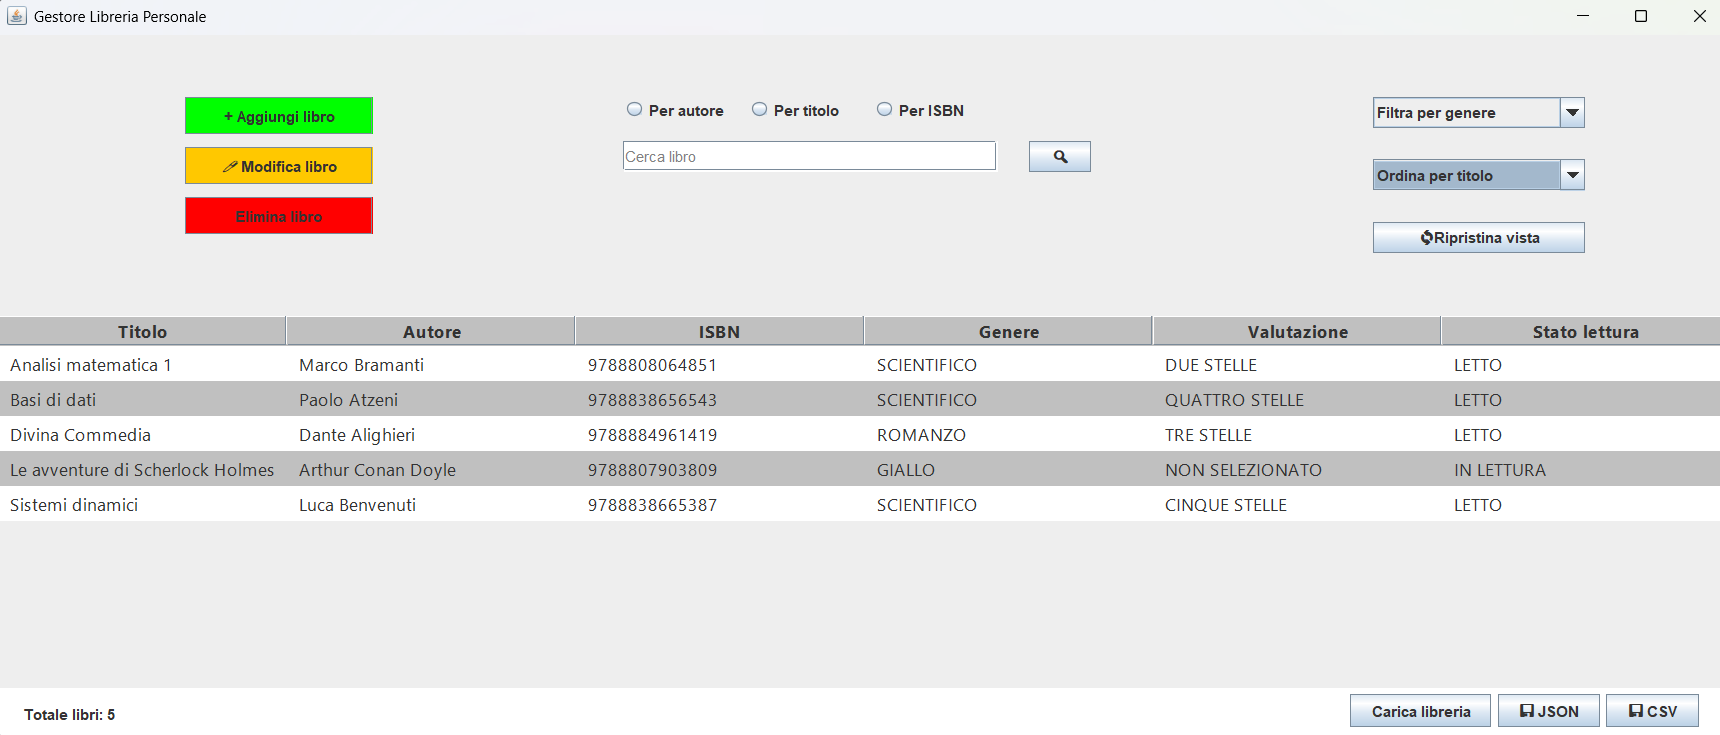 Gestore Libreria Personale
+ Aggiungi libro
Modifica libro
Elimina libro
Per autore Per titolo Per ISBN
Cerca libro
Filtra per genere
Ordina per titolo
Ripristina vista
Titolo Autore ISBN Genere Valutazione Stato lettura
Analisi matematica 1 Marco Bramanti 9788808064851 SCIENTIFICO DUE STELLE LETTO
Basi di dati Paolo Atzeni 9788838656543 SCIENTIFICO QUATTRO STELLE LETTO
Divina Commedia Dante Alighieri 9788884961419 ROMANZO TRE STELLE LETTO
Le avventure di Scherlock Holmes Arthur Conan Doyle 9788807903809 GIALLO NON SELEZIONATO IN LETTURA
Sistemi dinamici Luca Benvenuti 9788838665387 SCIENTIFICO CINQUE STELLE LETTO
Totale libri: 5 Carica libreria JSON CSV